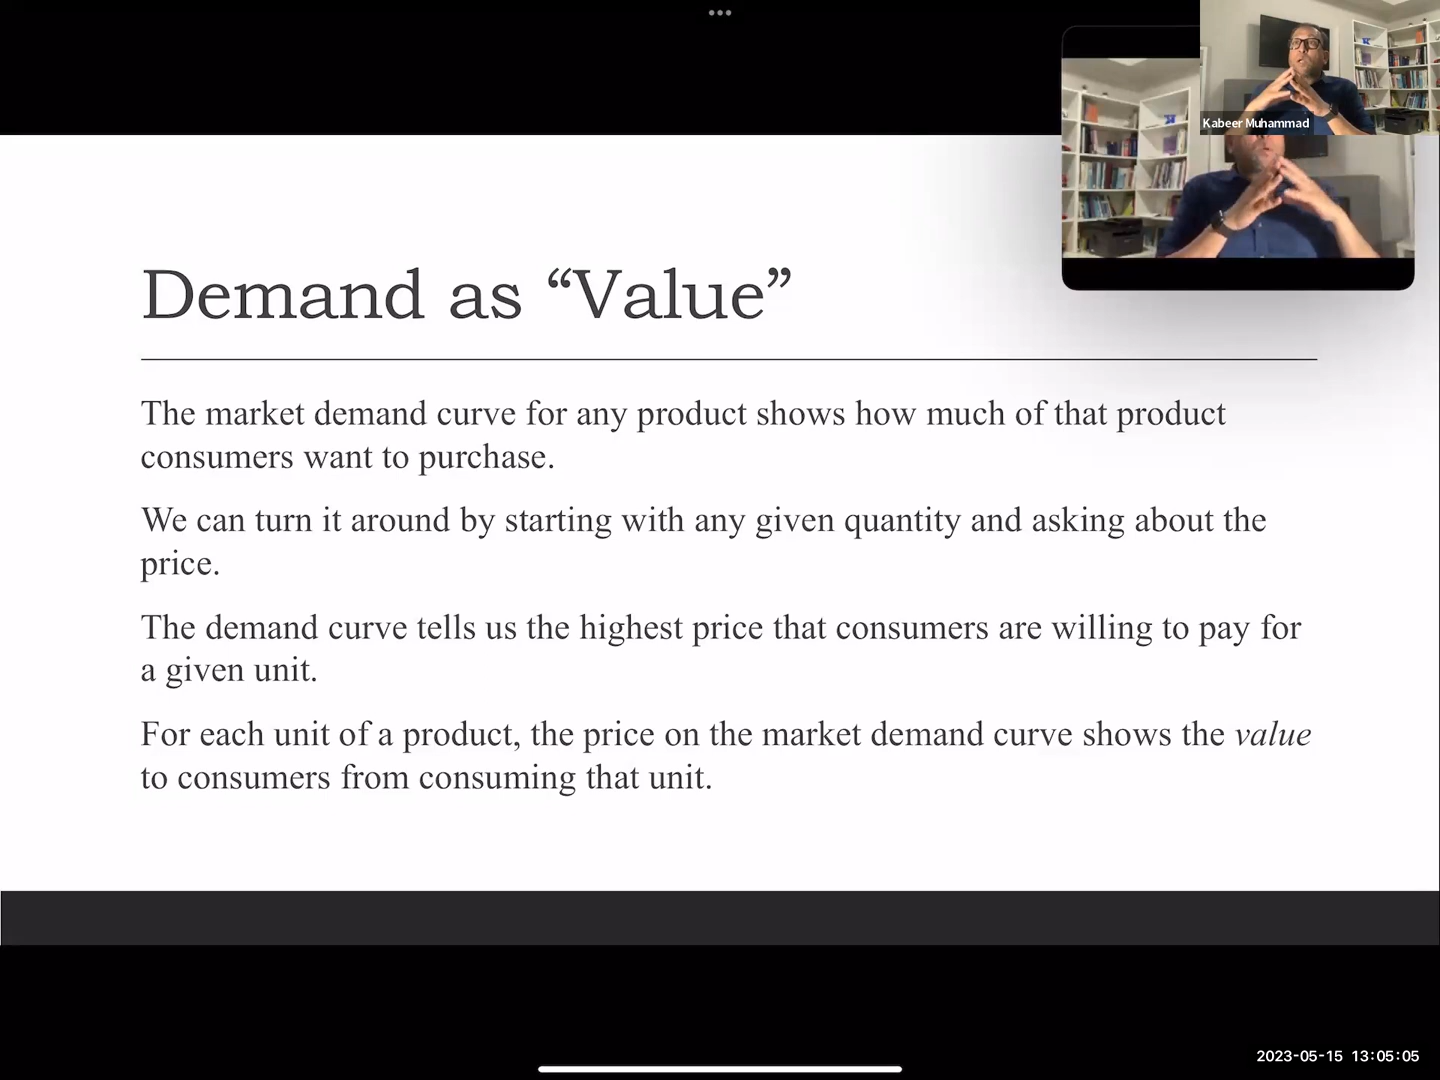 Kabeer Muhammad
Demand as “Value”
The market demand curve for any product shows how much of that product
consumers want to purchase.
We can turn it around by starting with any given quantity and asking about the
price.
The demand curve tells us the highest price that consumers are willing to pay for
a given unit.
For each unit of a product, the price on the market demand curve shows the value
to consumers from consuming that unit.
2023-05-15 13:05:05